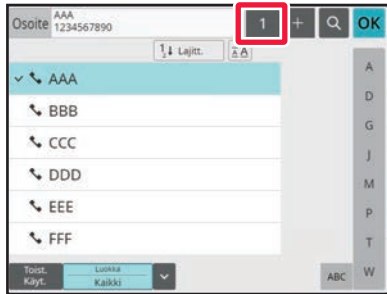 Osoite AAA
1234567890
1 + OK
Lajitt. A A
AAA
BBB
CCC
DDD
EEE
FFF
A
D
G
J
M
P
T
W
Toist.
Käyt.
Luokka
Kaikki
ABC